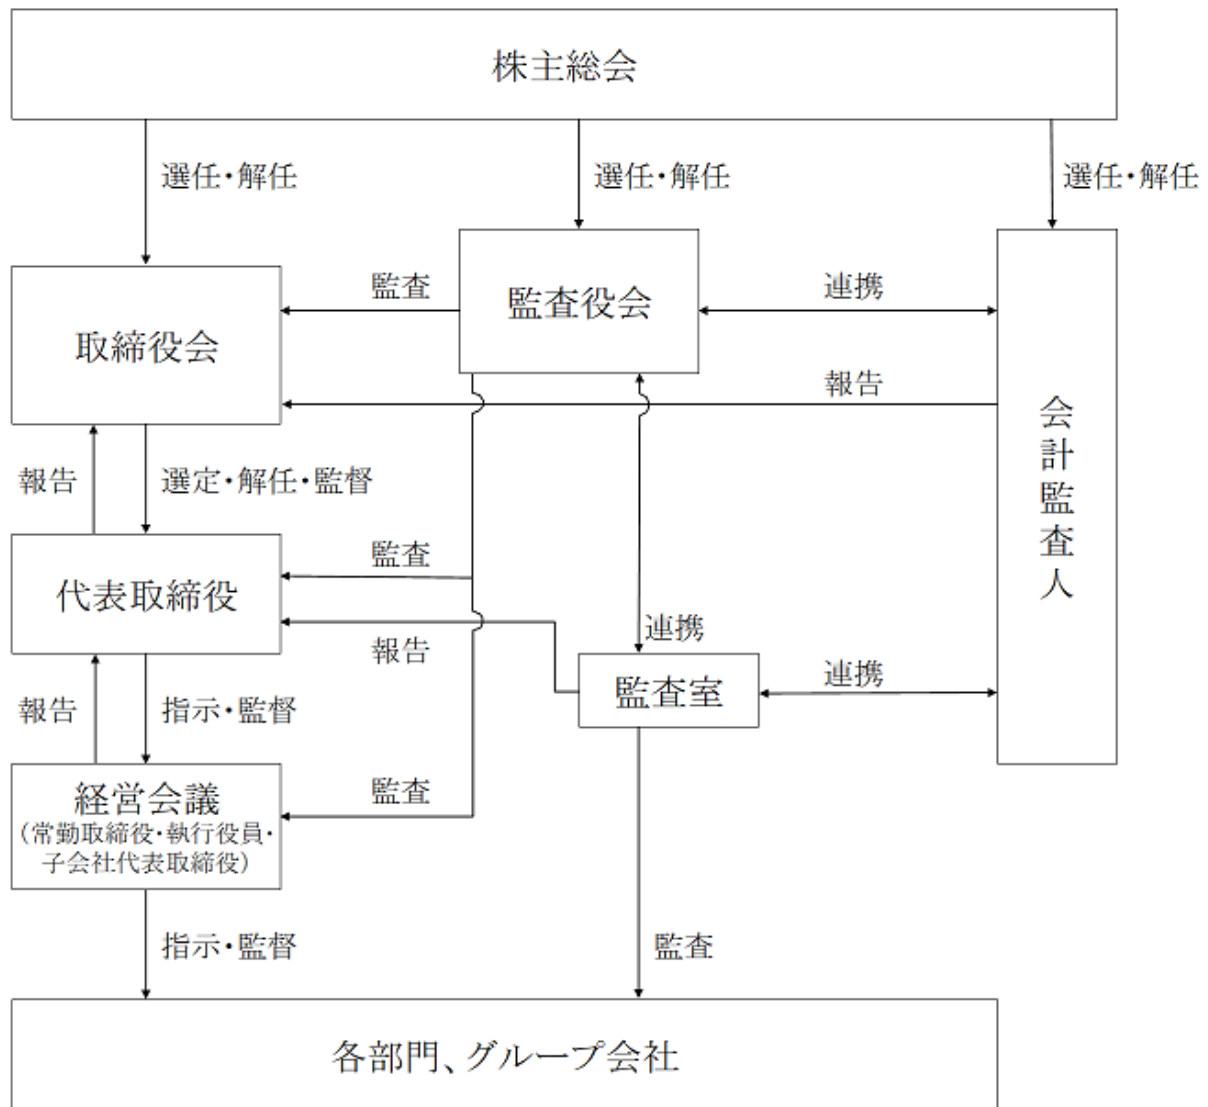 株主総会
選任・解任
選任・解任
選任・解任
監査役会
監査
連携
取締役会
報告
会計監査人
報告
選定・解任・監督
監査
代表取締役
連携
報告
監査室
連携
報告
指示・監督
監査
経営会議
（常勤取締役・執行役員・
子会社代表取締役）
指示・監督
監査
各部門、グループ会社